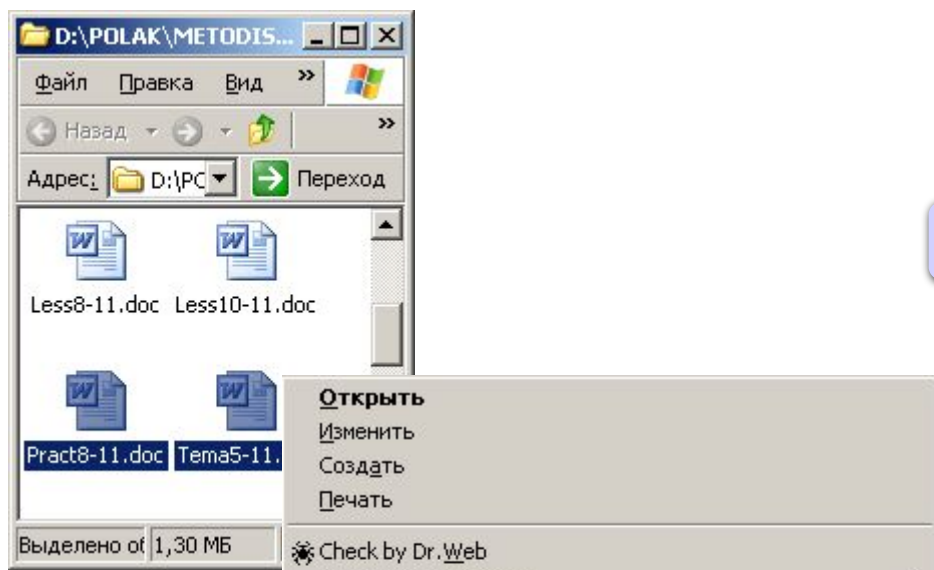 D:\POLAK\METODIS...
Файл Правка Вид »
Назад »
Адрес: D:\PC Переход
Less8-11.doc Less10-11.doc
Pract8-11.doc Tema5-11.
Открыть
Изменить
Создать
Печать
Выделено об 1,30 МБ
Check by Dr.Web